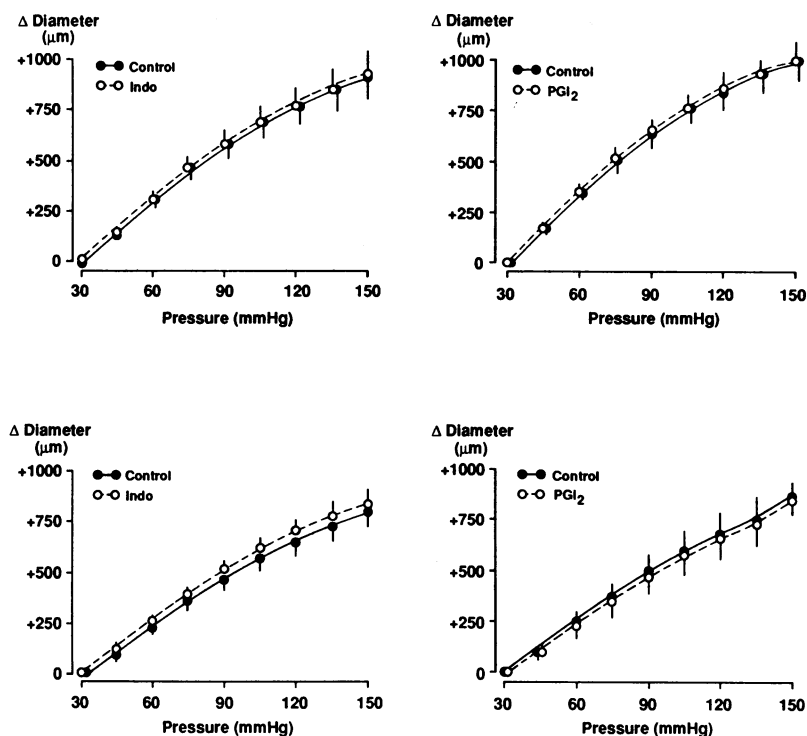 Δ Diameter
(μm)
+1000
+750
+500
+250
0
Control
Indo
30 60 90 120 150
Pressure (mmHg)
Δ Diameter
(μm)
+1000
+750
+500
+250
0
Control
PGI₂
30 60 90 120 150
Pressure (mmHg)
Δ Diameter
(μm)
+1000
+750
+500
+250
0
Control
Indo
30 60 90 120 150
Pressure (mmHg)
Δ Diameter
(μm)
+1000
+750
+500
+250
0
Control
PGI₂
30 60 90 120 150
Pressure (mmHg)